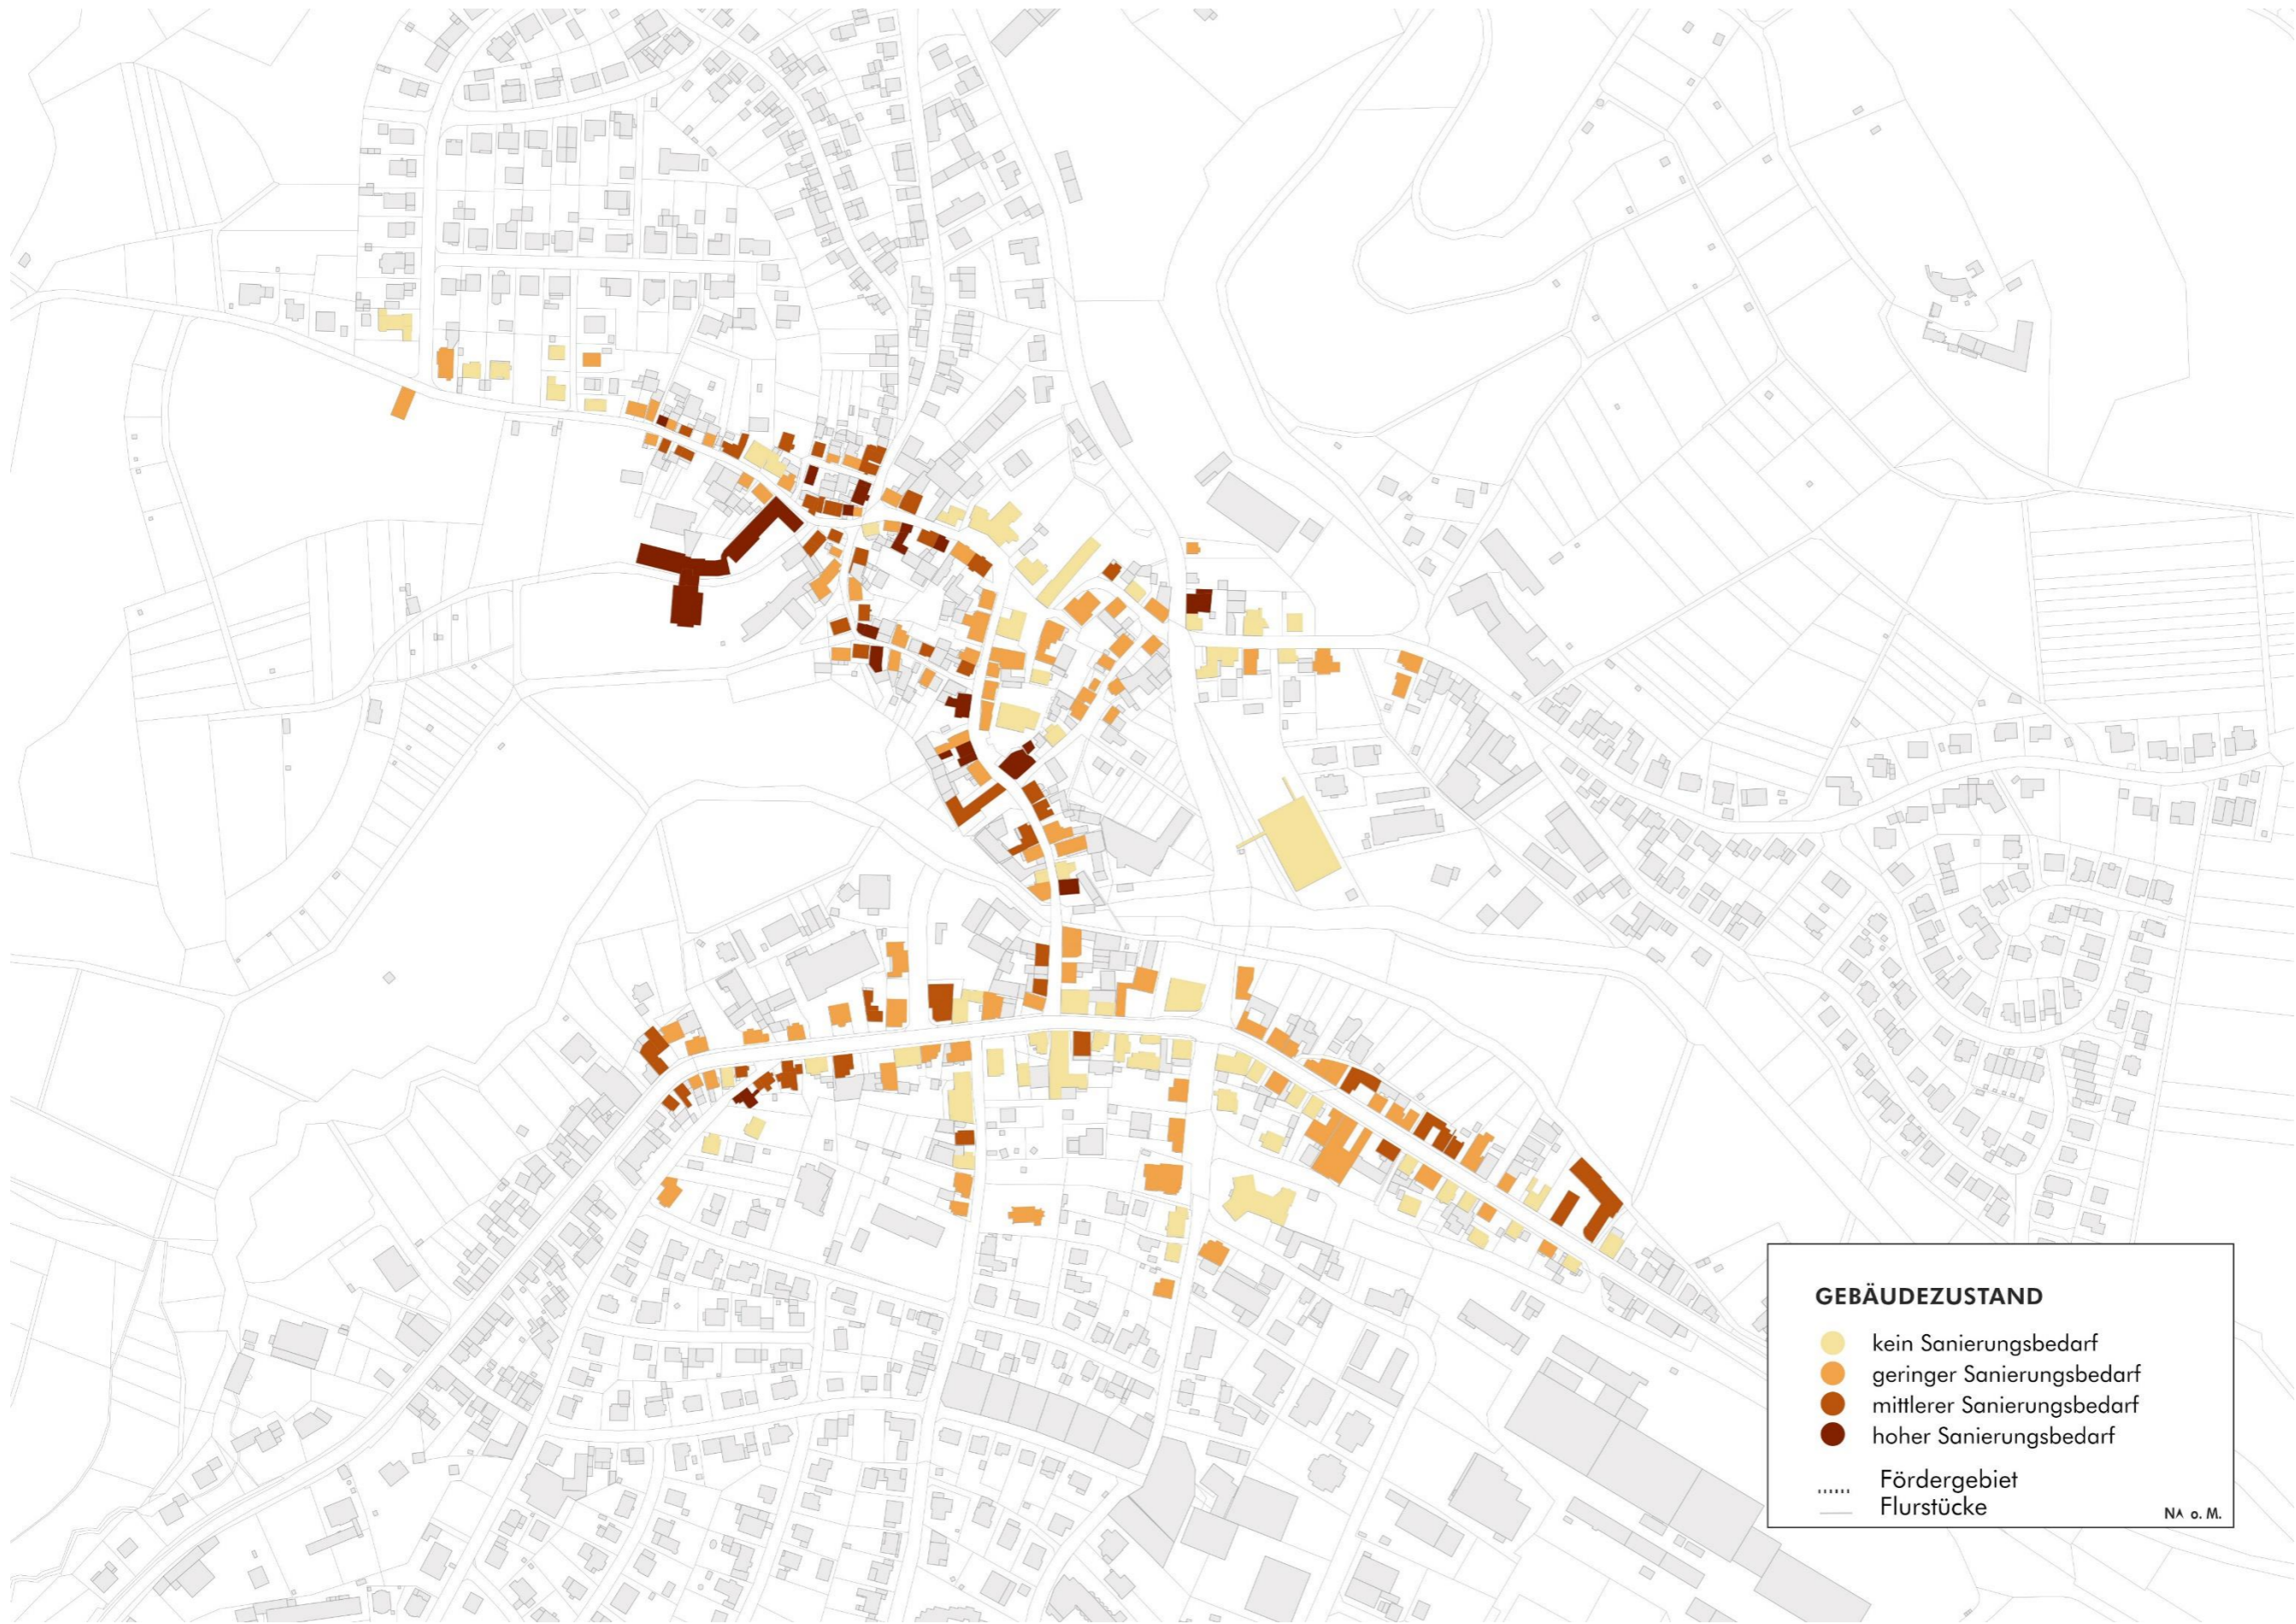 GEBÄUDEZUSTAND
kein Sanierungsbedarf
geringer Sanierungsbedarf
mittlerer Sanierungsbedarf
hoher Sanierungsbedarf
Fördergebiet
Flurstücke
N o. M.